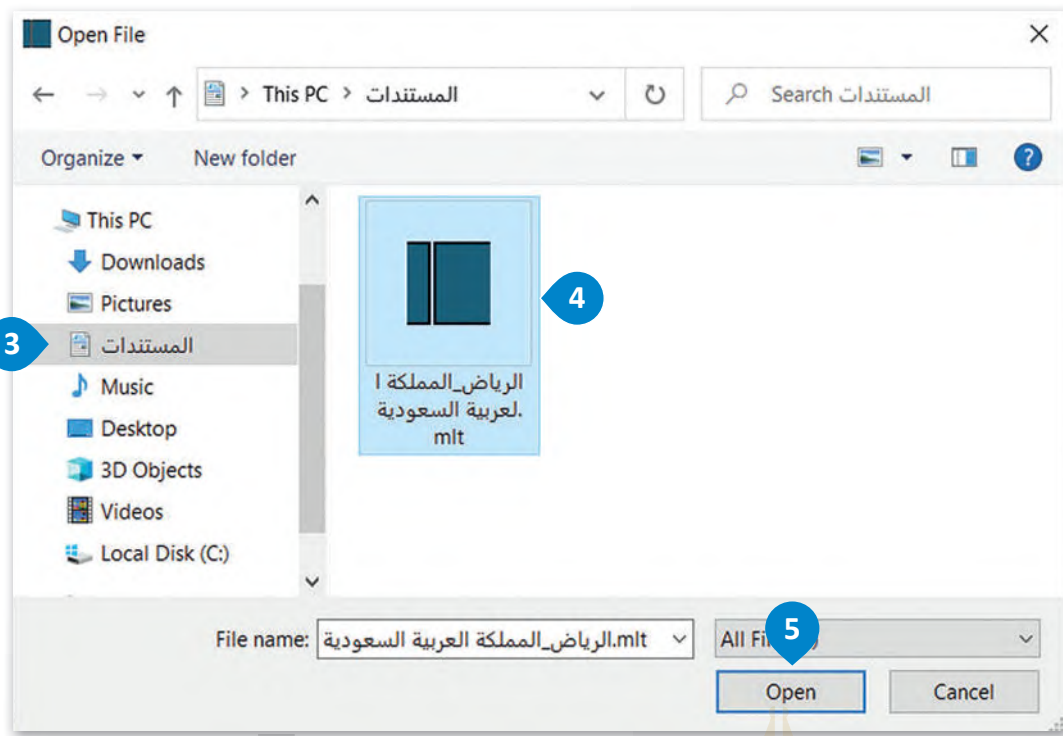 Open File
This PC > المستندات
Search المستندات
Organize
New folder
This PC
Downloads
Pictures
3
المستندات
Music
Desktop
3D Objects
Videos
Local Disk (C:)
4
الرياض_المملكة ا
لعربية السعودية.
mlt
File name:
الرياض_المملكة العربية السعودية.mlt
All
5
Open
Cancel